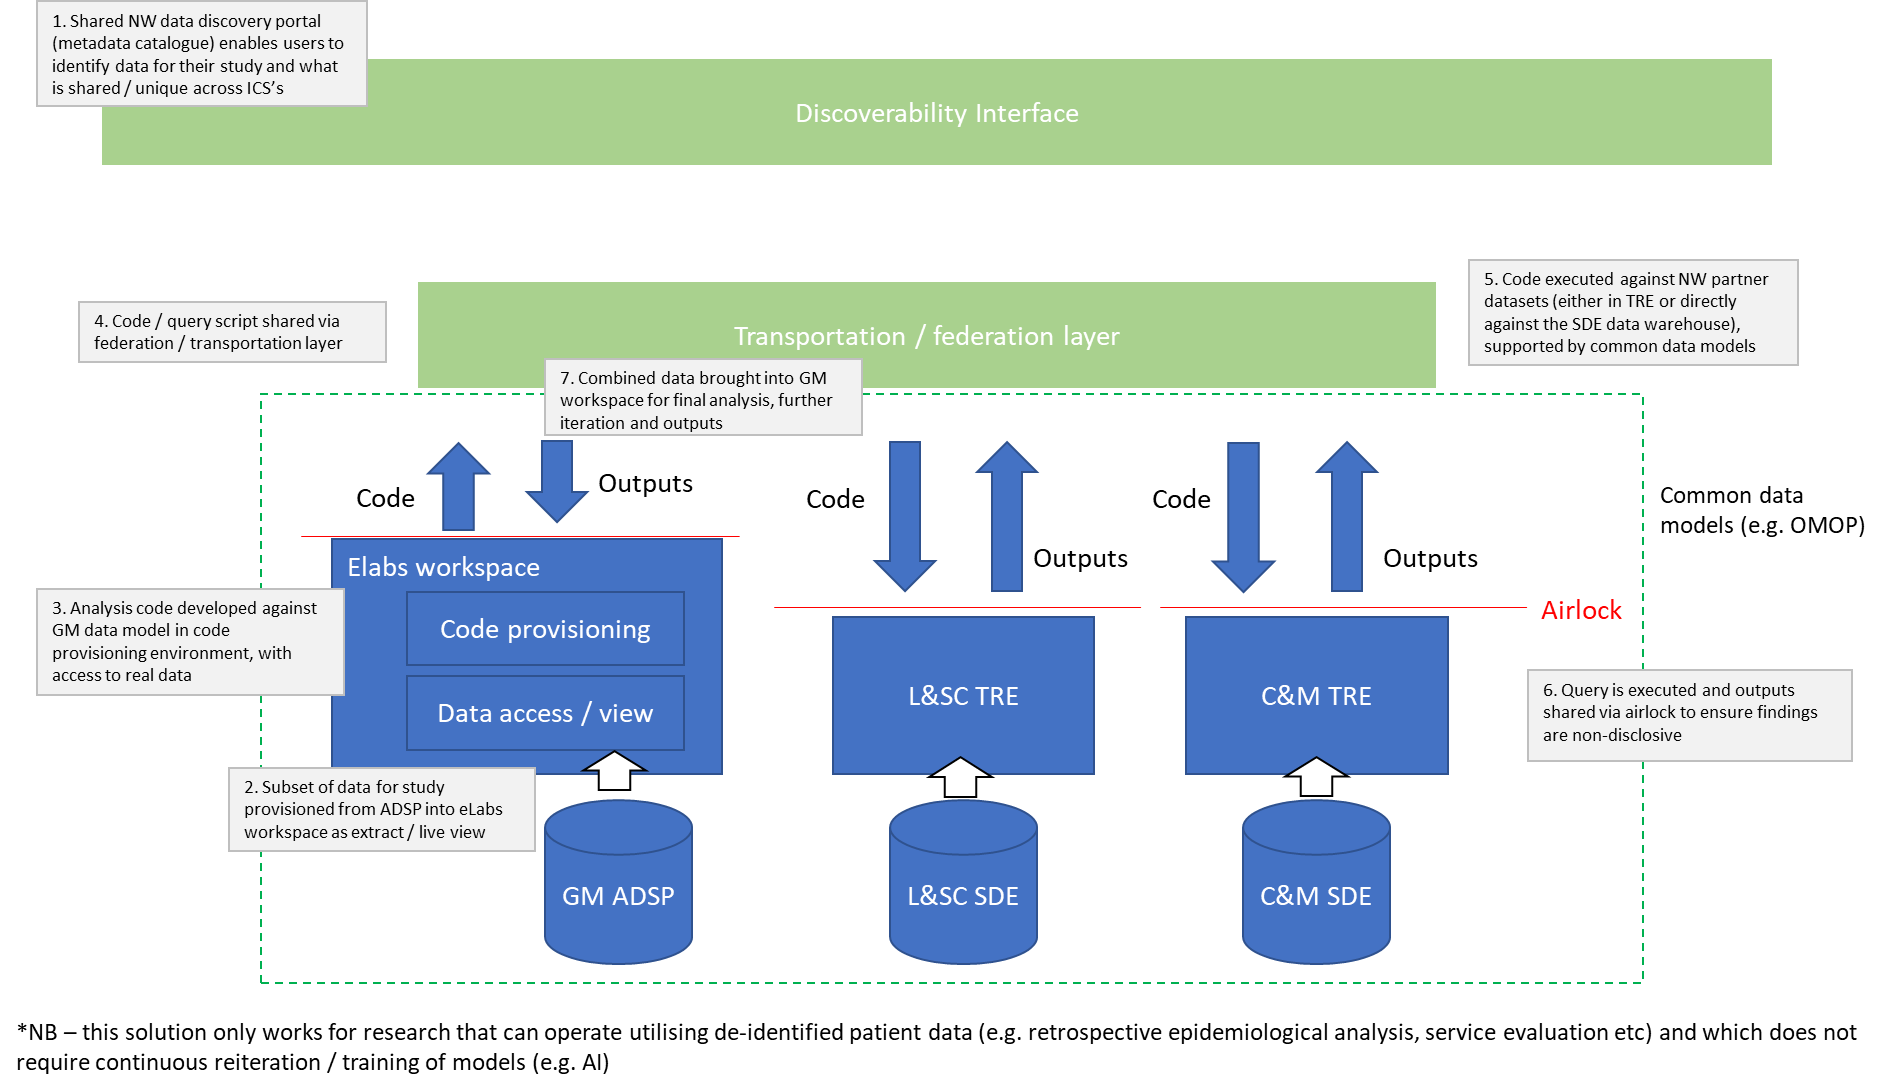 1. Shared NW data discovery portal
(metadata catalogue) enables users to
identify data for their study and what
is shared / unique across ICS's
Discoverability Interface
4. Code / query script shared via
federation / transportation layer
Transportation / federation layer
5. Code executed against NW partner
datasets (either in TRE or directly
against the SDE data warehouse),
supported by common data models
7. Combined data brought into GM
workspace for final analysis, further
iteration and outputs
Code
Outputs
Code
Outputs
Code
Outputs
Common data
models (e.g. OMOP)
Elabs workspace
Code provisioning
Data access / view
3. Analysis code developed against
GM data model in code
provisioning environment, with
access to real data
L&SC TRE
C&M TRE
Airlock
6. Query is executed and outputs
shared via airlock to ensure findings
are non-disclosive
2. Subset of data for study
provisioned from ADSP into eLabs
workspace as extract / live view
GM ADSP
L&SC SDE
C&M SDE
*NB – this solution only works for research that can operate utilising de-identified patient data (e.g. retrospective epidemiological analysis, service evaluation etc) and which does not
require continuous reiteration / training of models (e.g. AI)